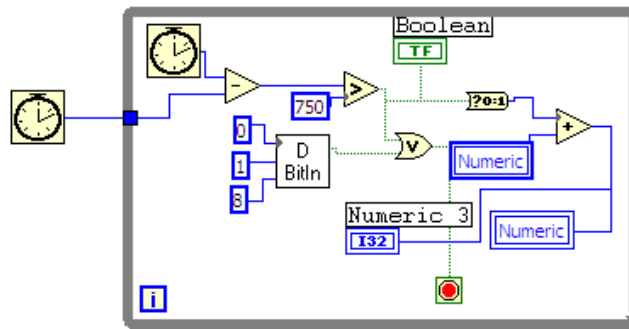 Boolean
TF
750
?0:1
0
1
8
D
BitIn
V
Numeric
Numeric 3
I32
Numeric
i